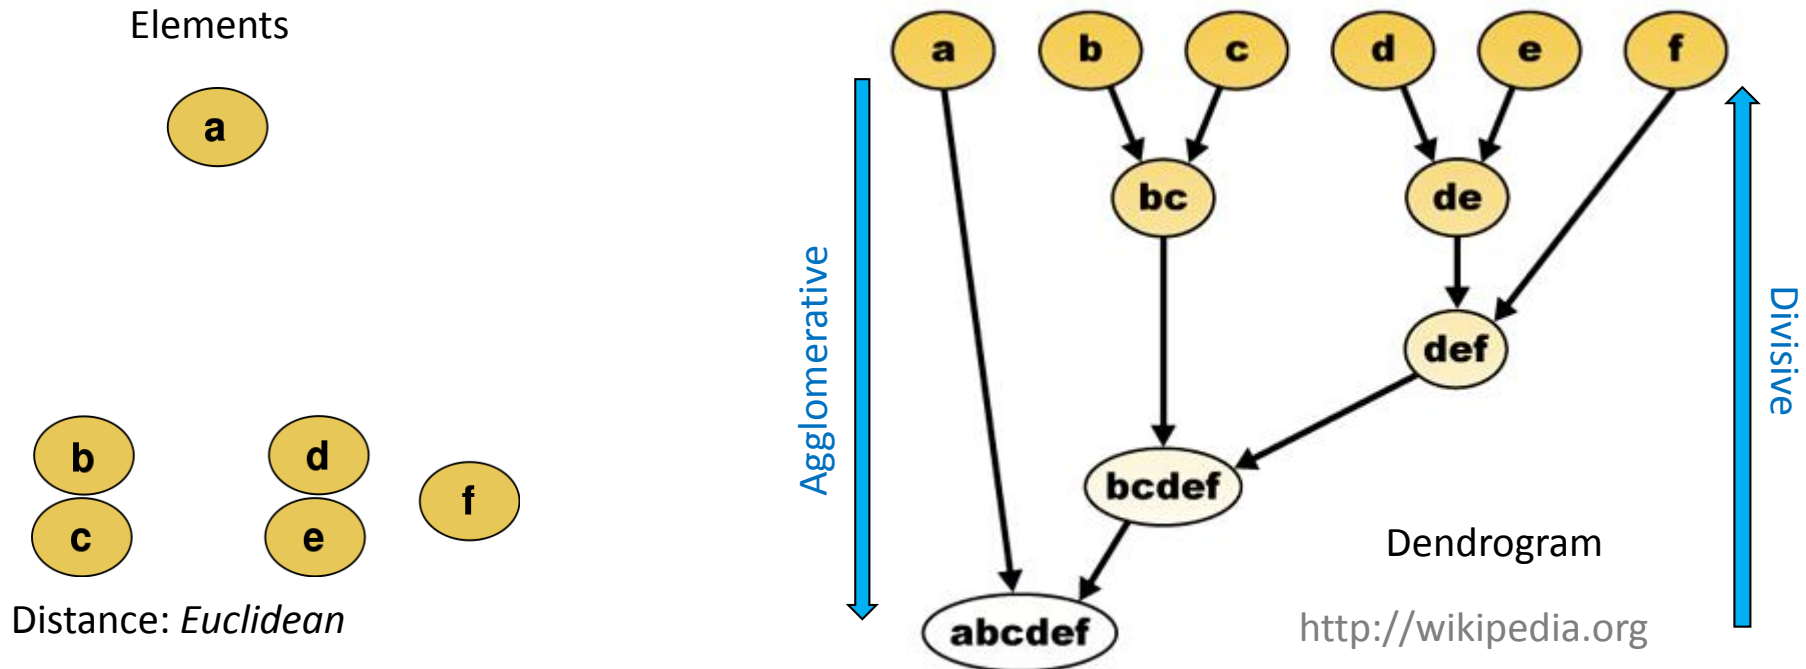 Elements
a
b
d
f
c
e
Distance: Euclidean
a b c d e f
bc de
def
bcdef
abcdef
Agglomerative
Divisive
Dendrogram
http://wikipedia.org